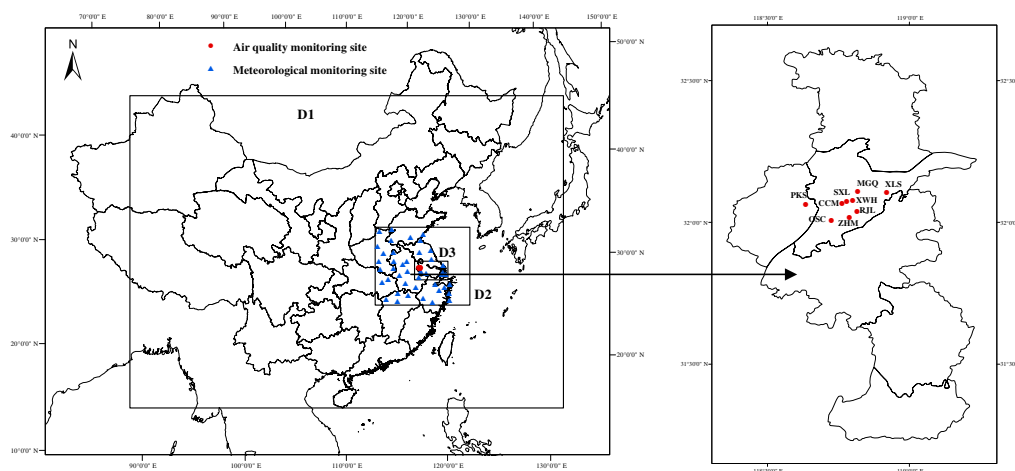 70°0'0" E 80°0'0" E 90°0'0" E 100°0'0" E 110°0'0" E 120°0'0" E 130°0'0" E 140°0'0" E 150°0'0" E
118°30'0" E 119°0'0" E
N
Air quality monitoring site
Meteorological monitoring site
50°0'0" N
D1
40°0'0" N
40°0'0" N
30°0'0" N
30°0'0" N
D3
D2
20°0'0" N
20°0'0" N
10°0'0" N
90°0'0" E 100°0'0" E 110°0'0" E 120°0'0" E 130°0'0" E
32°30'0" N
MGQ XLS
PKS SXL
CCM XWH
RJL
ZHM
32°0'0" N
31°30'0" N
119°0'0" E